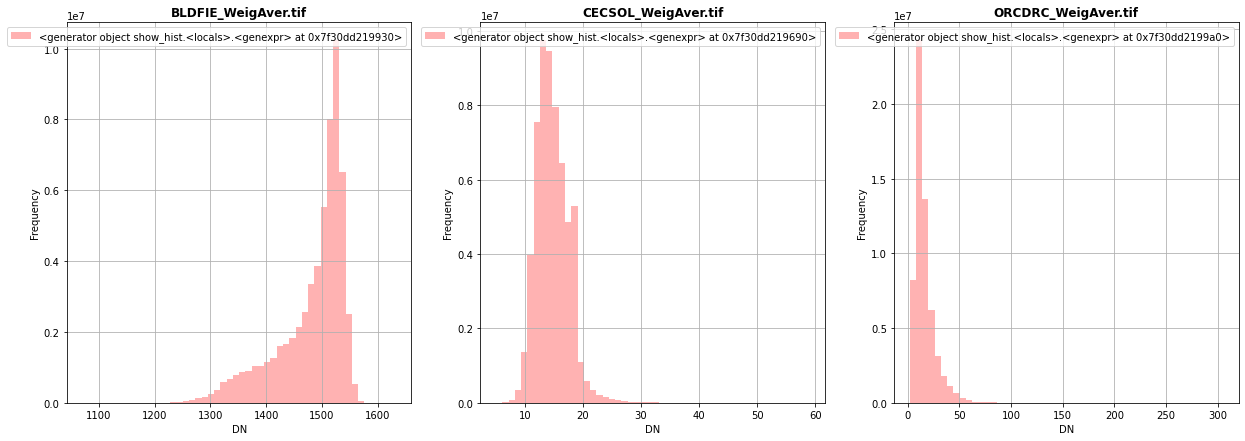 BLDFIE_WeigAver.tif
1e7
<generator object show_hist.<locals>.<genexpr> at 0x7f30dd219930>
1.0
0.8
0.6
0.4
0.2
0.0
Frequency
1100 1200 1300 1400 1500 1600
DN
CECSOL_WeigAver.tif
1e7
<generator object show_hist.<locals>.<genexpr> at 0x7f30dd219690>
1.0
0.8
0.6
0.4
0.2
0.0
Frequency
10 20 30 40 50 60
DN
ORCDRC_WeigAver.tif
1e7
<generator object show_hist.<locals>.<genexpr> at 0x7f30dd2199a0>
2.5
2.0
1.5
1.0
0.5
0.0
Frequency
0 50 100 150 200 250 300
DN